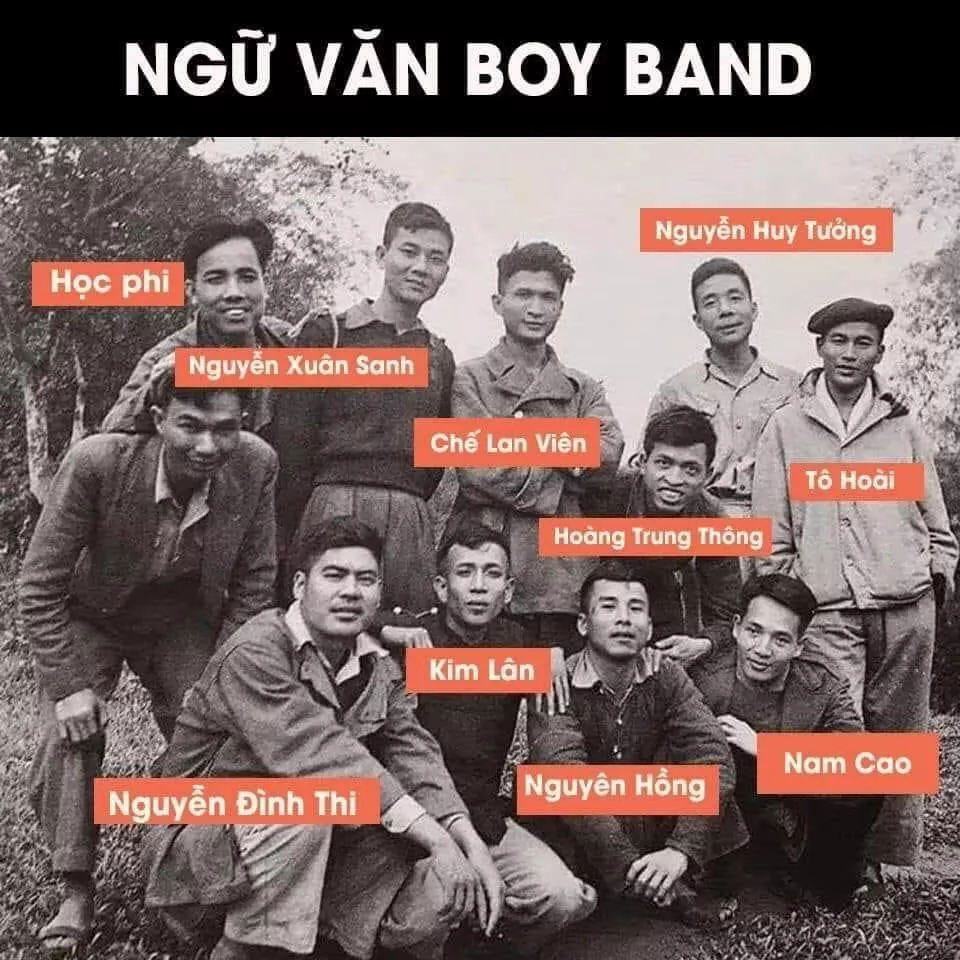 NGỮ VĂN BOY BAND
Nguyễn Huy Tưởng
Học phi
Nguyễn Xuân Sanh
Chế Lan Viên
Tô Hoài
Hoàng Trung Thông
Kim Lân
Nam Cao
Nguyên Hồng
Nguyễn Đình Thi